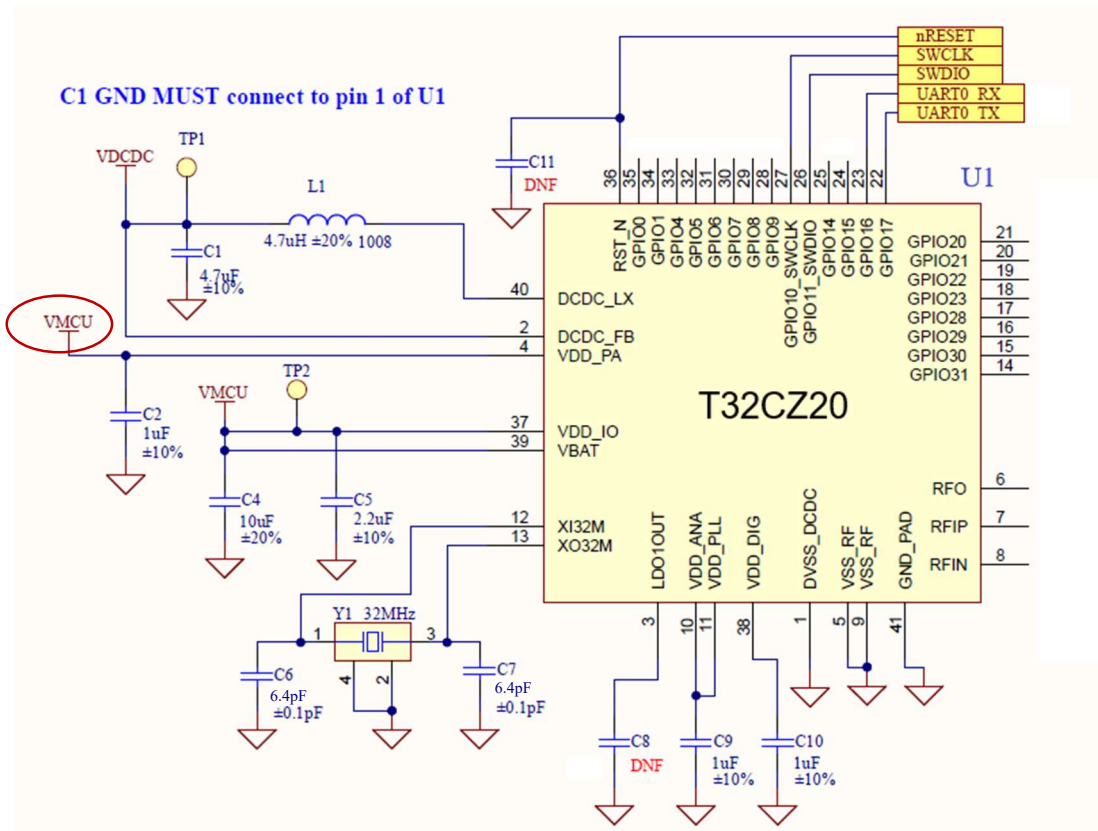 nRESET
SWCLK
SWDIO
UART0_RX
UART0_TX
C1 GND MUST connect to pin 1 of U1
TP1
VDCDC
L1
4.7uH ±20% 1008
C1
4.7uF
±10%
C11
DNF
U1
36
35
34
33
32
31
30
29
28
27
26
25
24
23
22
RST_N
GPIO0
GPIO1
GPIO4
GPIO5
GPIO6
GPIO7
GPIO8
GPIO9
GPIO10_SWCLK
GPIO11_SWDIO
GPIO14
GPIO15
GPIO16
GPIO17
GPIO20 21
GPIO21 20
GPIO22 19
GPIO23 18
GPIO28 17
GPIO29 16
GPIO30 15
GPIO31 14
40 DCDC_LX
VMCU
2 DCDC_FB
4 VDD_PA
T32CZ20
C2
1uF
±10%
VMCU
TP2
37 VDD_IO
39 VBAT
C4
10uF
±20%
C5
2.2uF
±10%
12 XI32M
13 XO32M
RFO 6
RFIP 7
RFIN 8
LDO1OUT
VDD_ANA
VDD_PLL
VDD_DIG
DVSS_DCDC
VSS_RF
VSS_RF
GND_PAD
3
10
11
38
1
5
9
41
Y1 32MHz
1
3
4
2
C6
6.4pF
±0.1pF
C7
6.4pF
±0.1pF
C8
DNF
C9
1uF
±10%
C10
1uF
±10%